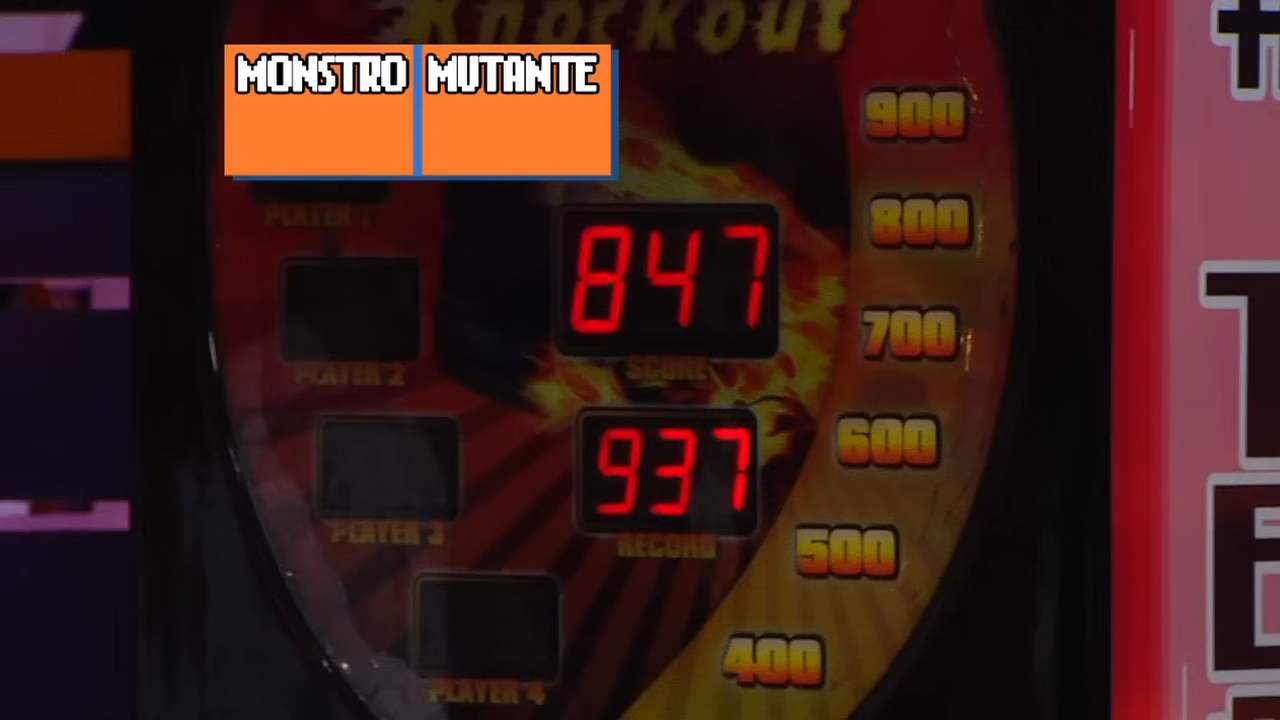 Knockout
MONSTRO MUTANTE
900
PLAYER 1
800
847
700
SCORE
PLAYER 2
600
937
PLAYER 3
RECORD
500
400
PLAYER 4